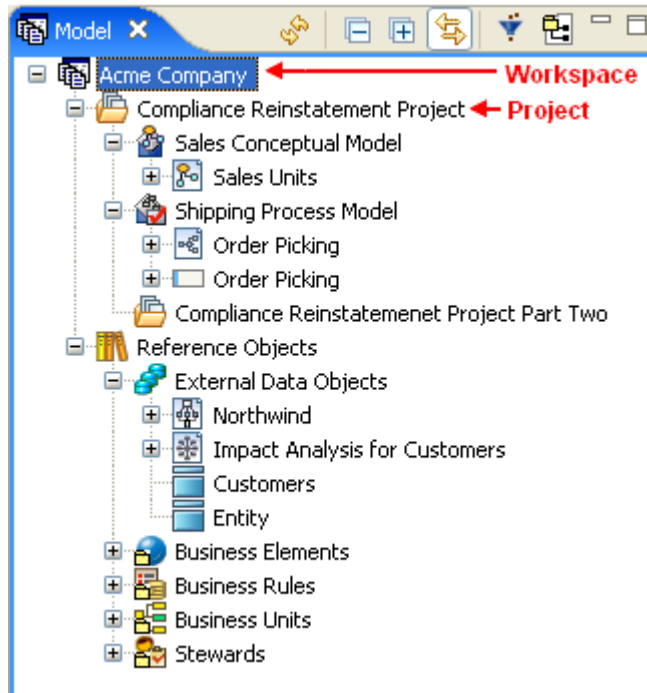 Model
Acme Company Workspace
Compliance Reinstatement Project Project
Sales Conceptual Model
Sales Units
Shipping Process Model
Order Picking
Order Picking
Compliance Reinstatemenet Project Part Two
Reference Objects
External Data Objects
Northwind
Impact Analysis for Customers
Customers
Entity
Business Elements
Business Rules
Business Units
Stewards